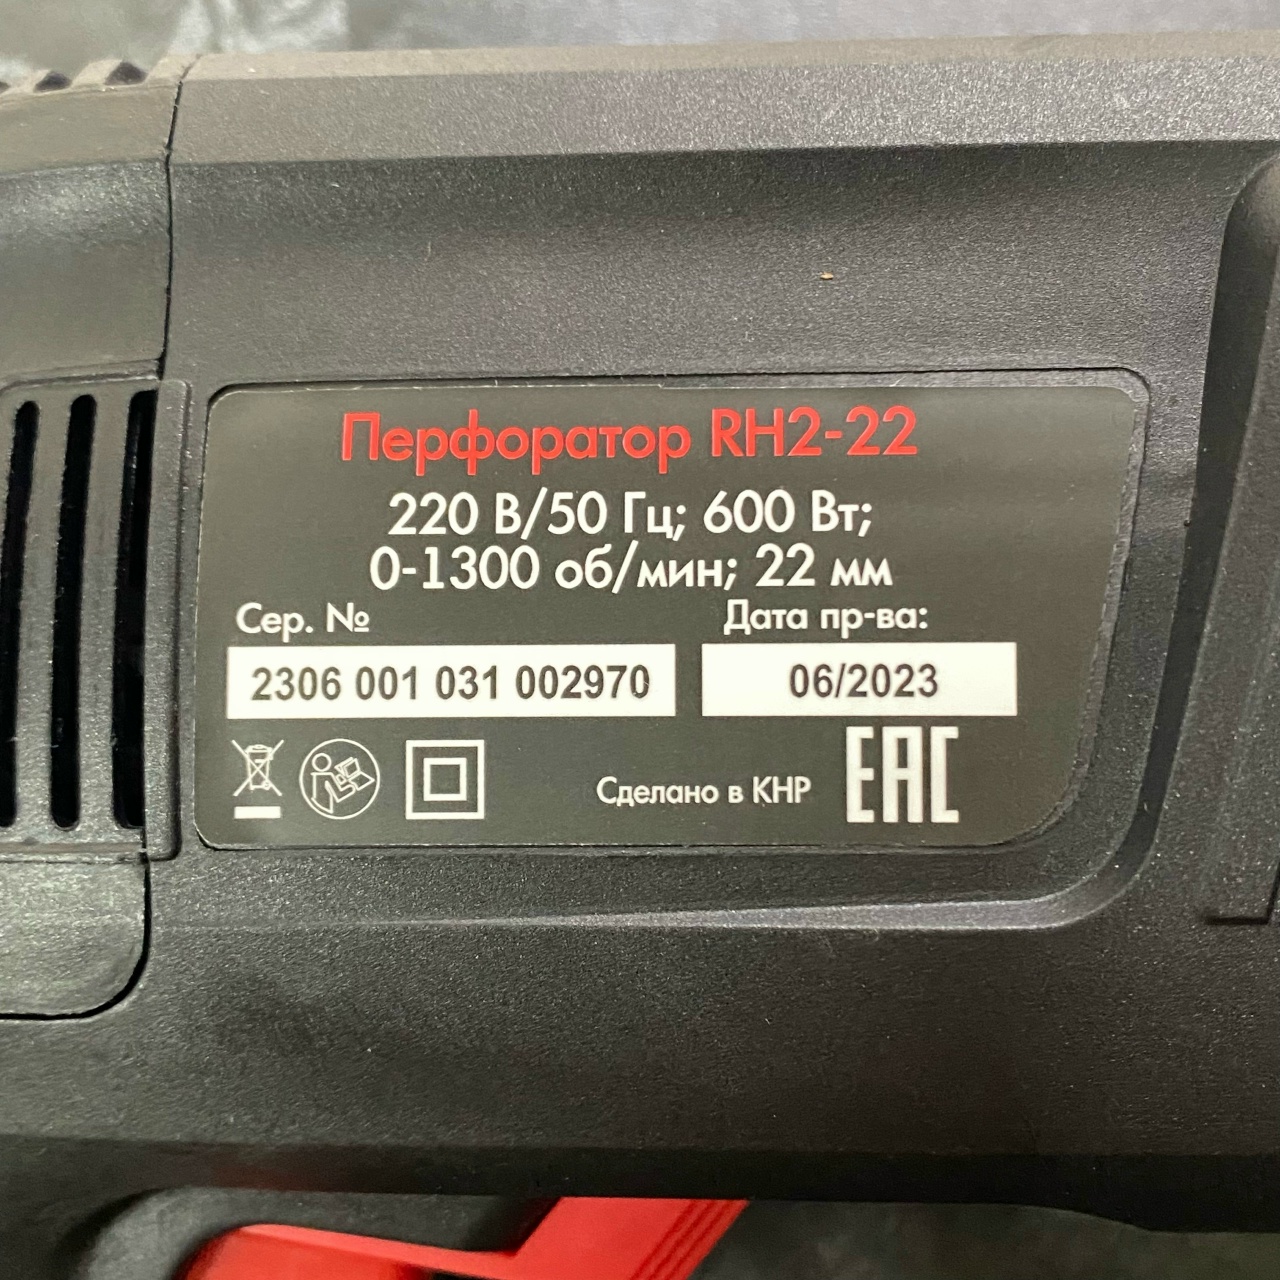 Перфоратор RH2-22
220 В/50 Гц; 600 Вт;
0-1300 об/мин; 22 мм
Сер. № Дата пр-ва:
2306 001 031 002970 06/2023
Сделано в КНР EAC